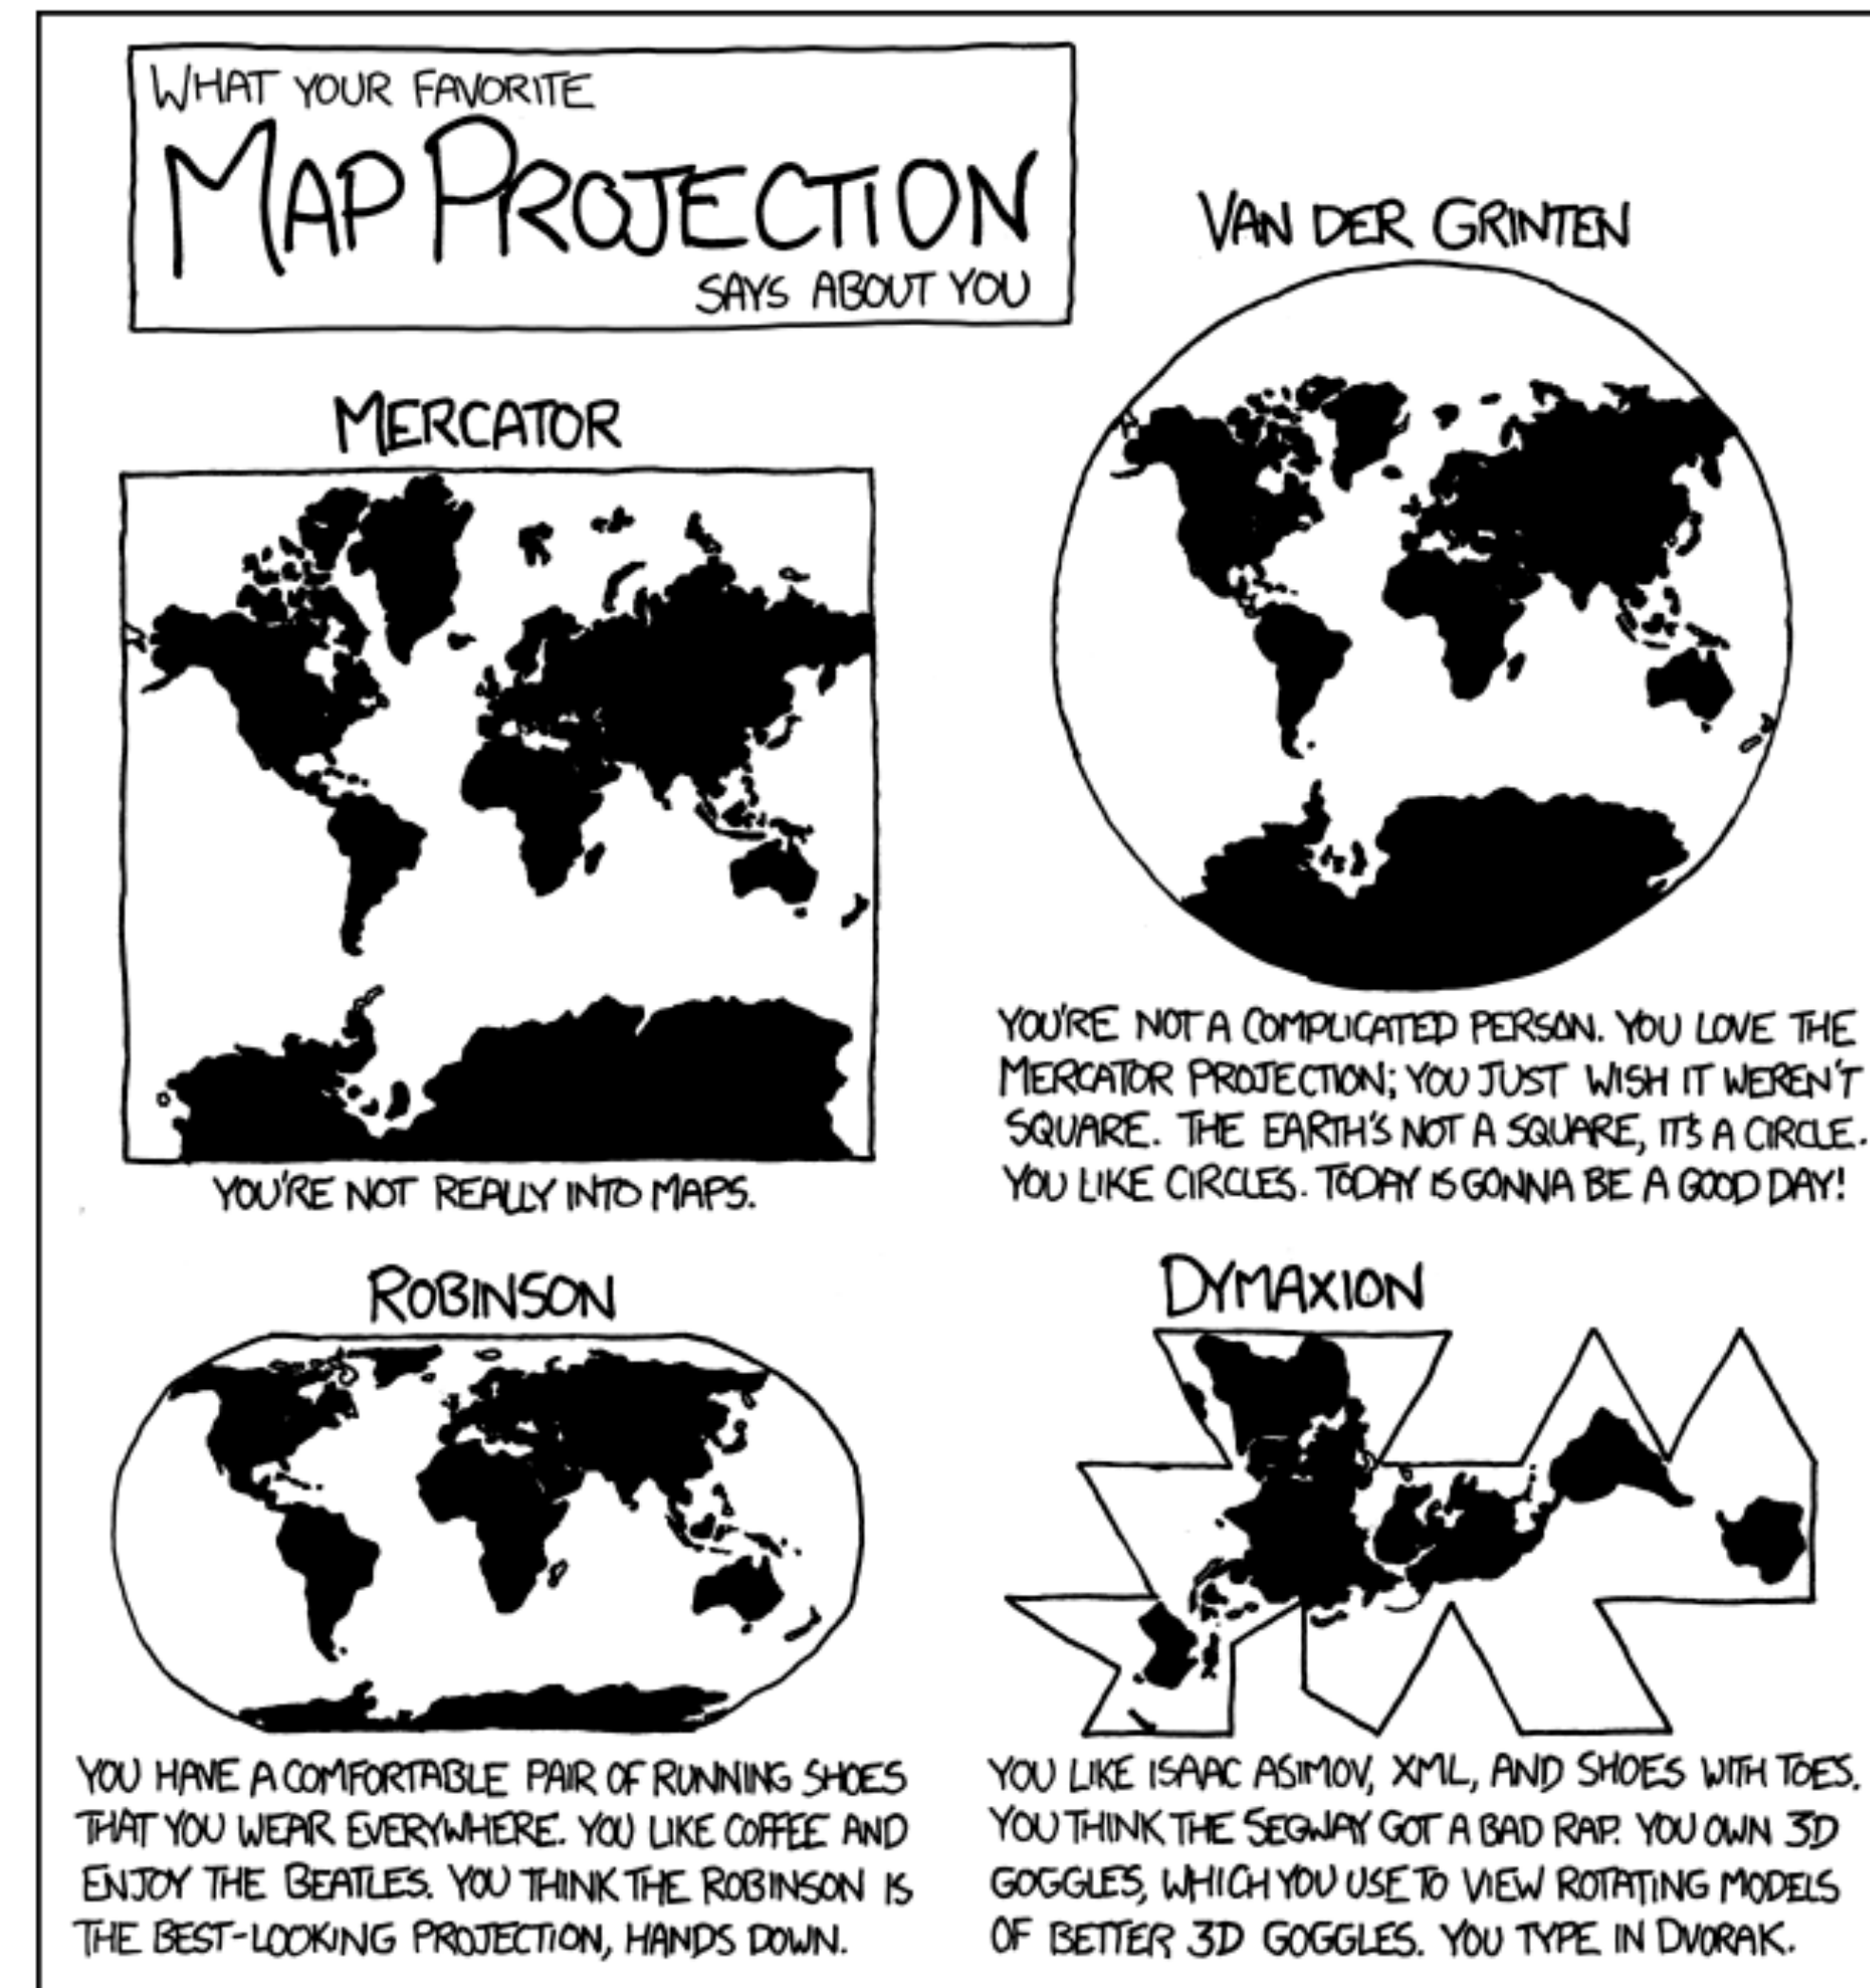 WHAT YOUR FAVORITE
MAP PROJECTION
SAYS ABOUT YOU
VAN DER GRINTEN
MERCATOR
YOU'RE NOT A COMPLICATED PERSON. YOU LOVE THE
MERCATOR PROJECTION; YOU JUST WISH IT WEREN'T
SQUARE. THE EARTH'S NOT A SQUARE, IT'S A CIRCLE.
YOU LIKE CIRCLES. TODAY IS GONNA BE A GOOD DAY!
YOU'RE NOT REALLY INTO MAPS.
ROBINSON
YOU HAVE A COMFORTABLE PAIR OF RUNNING SHOES
THAT YOU WEAR EVERYWHERE. YOU LIKE COFFEE AND
ENJOY THE BEATLES. YOU THINK THE ROBINSON IS
THE BEST-LOOKING PROJECTION, HANDS DOWN.
DYMAXION
YOU LIKE ISAAC ASIMOV, XML, AND SHOES WITH TOES.
YOU THINK THE SEGWAY GOT A BAD RAP. YOU OWN 3D
GOGGLES, WHICH YOU USE TO VIEW ROTATING MODELS
OF BETTER 3D GOGGLES. YOU TYPE IN DVORAK.